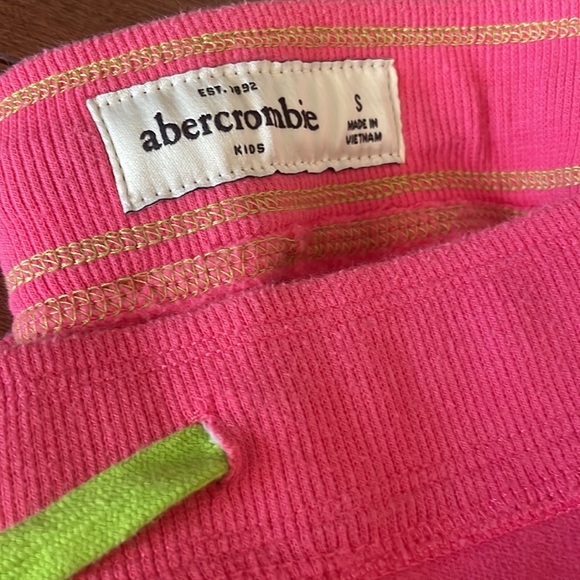 EST. 1892
abercrombie
KIDS
S
MADE IN
VIETNAM